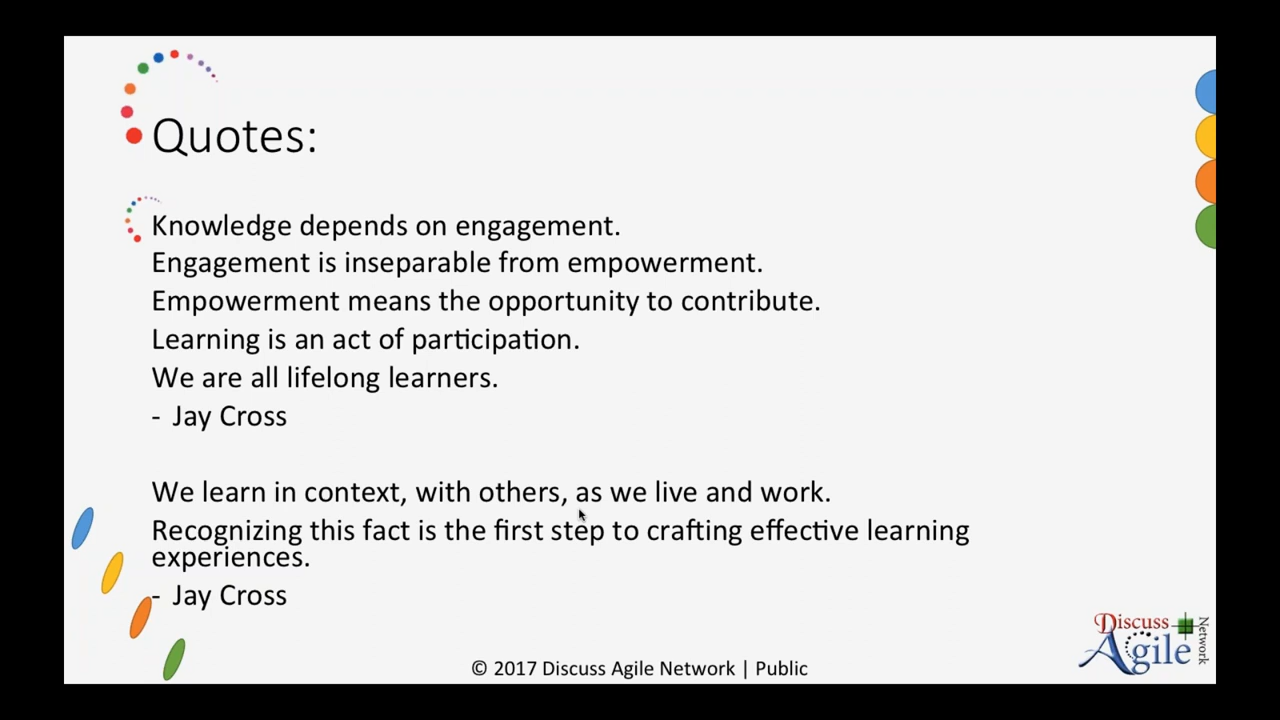 Quotes:
Knowledge depends on engagement.
Engagement is inseparable from empowerment.
Empowerment means the opportunity to contribute.
Learning is an act of participation.
We are all lifelong learners.
- Jay Cross
We learn in context, with others, as we live and work.
Recognizing this fact is the first step to crafting effective learning
experiences.
- Jay Cross
© 2017 Discuss Agile Network | Public
Discuss
Agile
Network